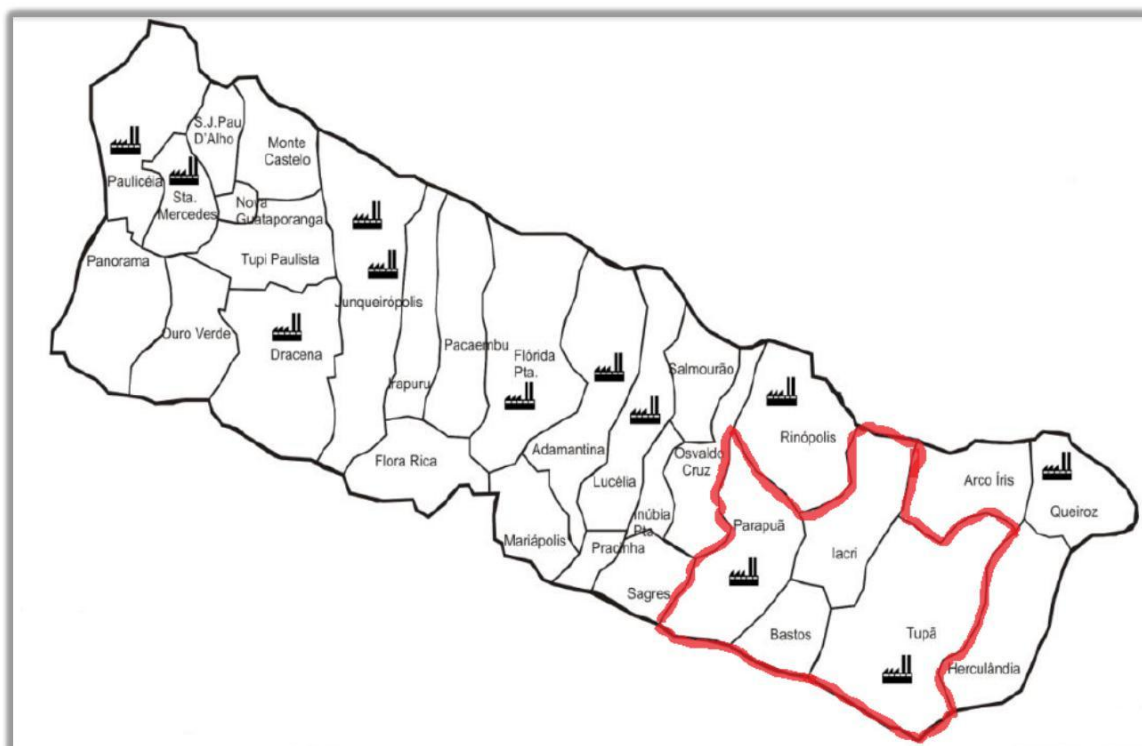 S.J.Pau
D'Alho
Monte
Castelo
Paulicéia
Sta.
Mercedes
Nova
Guataporanga
Panorama
Tupi Paulista
Junqueirópolis
Ouro Verde
Dracena
Irapuru
Pacaembu
Flórida
Pta.
Salmourão
Rinópolis
Flora Rica
Adamantina
Lucélia
Osvaldo
Cruz
Inúbia
Pta.
Mariápolis
Pracinha
Sagres
Parapuã
Iacri
Arco Íris
Queiroz
Bastos
Tupã
Herculândia